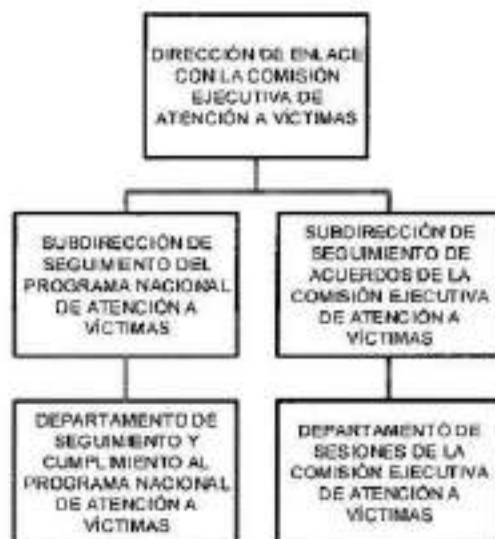 DIRECCIÓN DE ENLACE
CON LA COMISIÓN
EJECUTIVA DE
ATENCIÓN A VÍCTIMAS
SUBDIRECCIÓN DE
SEGUIMIENTO DEL
PROGRAMA NACIONAL
DE ATENCIÓN A
VÍCTIMAS
SUBDIRECCIÓN DE
SEGUIMIENTO DE
ACUERDOS DE LA
COMISIÓN EJECUTIVA
DE ATENCIÓN A
VÍCTIMAS
DEPARTAMENTO DE
SEGUIMIENTO Y
CUMPLIMIENTO AL
PROGRAMA NACIONAL
DE ATENCIÓN A
VÍCTIMAS
DEPARTAMENTO DE
SESIONES DE LA
COMISIÓN EJECUTIVA
DE ATENCIÓN A
VÍCTIMAS